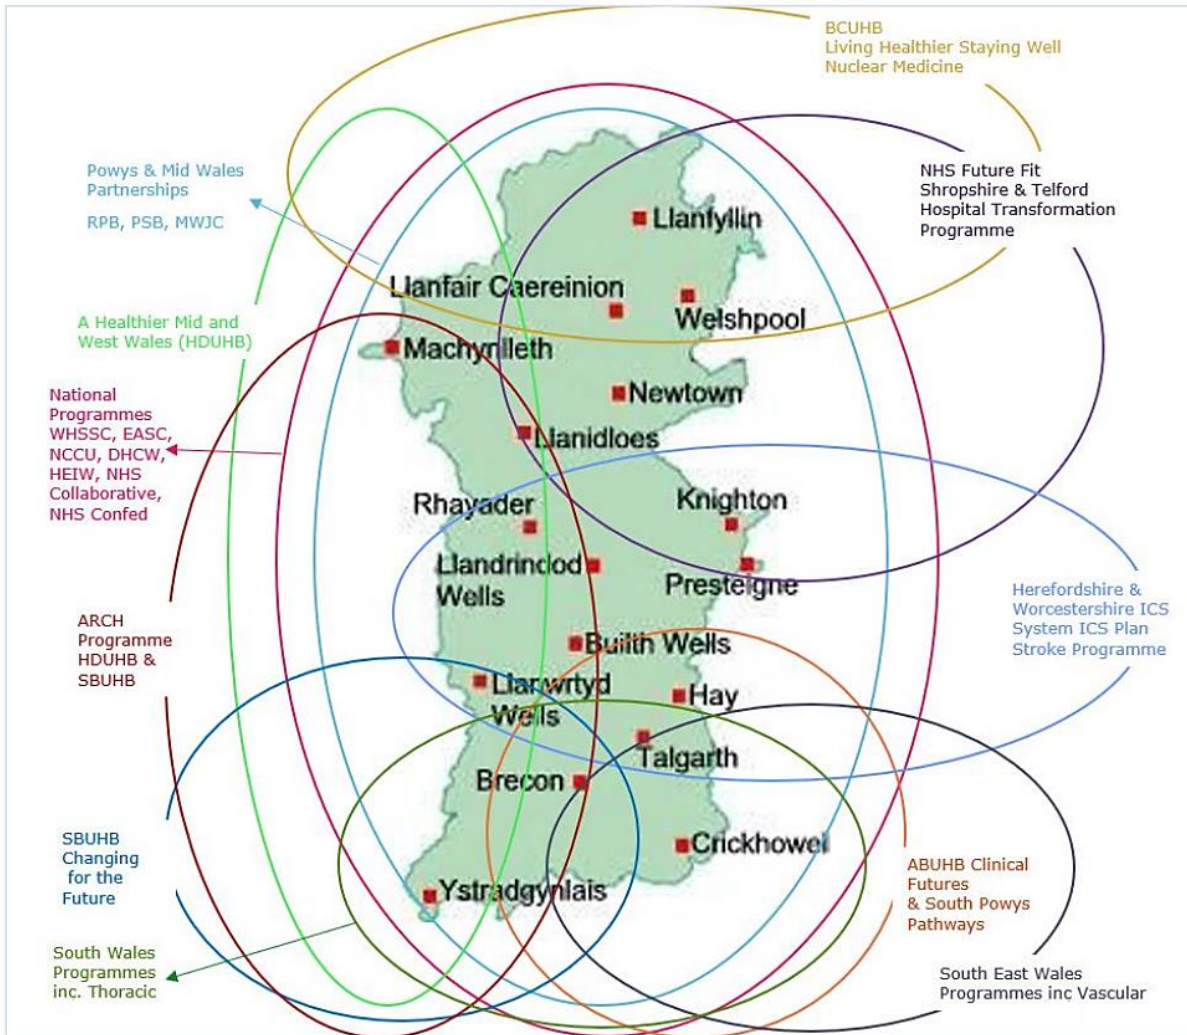 BCUHB
Living Healthier Staying Well
Nuclear Medicine
Powys & Mid Wales
Partnerships
RPB, PSB, MWJC
NHS Future Fit
Shropshire & Telford
Hospital Transformation
Programme
Llanfyllin
Llanfair Caereinion
Welshpool
A Healthier Mid and
West Wales (HDUHB)
Machynlleth
National
Programmes
WHSSC, EASC,
NCCU, DHCW,
HEIW, NHS
Collaborative,
NHS Confed
Newtown
Llanidloes
Rhayader
Knighton
Llandrindod
Wells
Presteigne
Herefordshire &
Worcestershire ICS
System ICS Plan
Stroke Programme
ARCH
Programme
HDUHB &
SBUHB
Builth Wells
Llanwrtyd
Wells
Hay
Talgarth
Brecon
SBUHB
Changing
for the
Future
Crickhowel
ABUHB Clinical
Futures
& South Powys
Pathways
Ystradgynlais
South Wales
Programmes
inc. Thoracic
South East Wales
Programmes inc Vascular